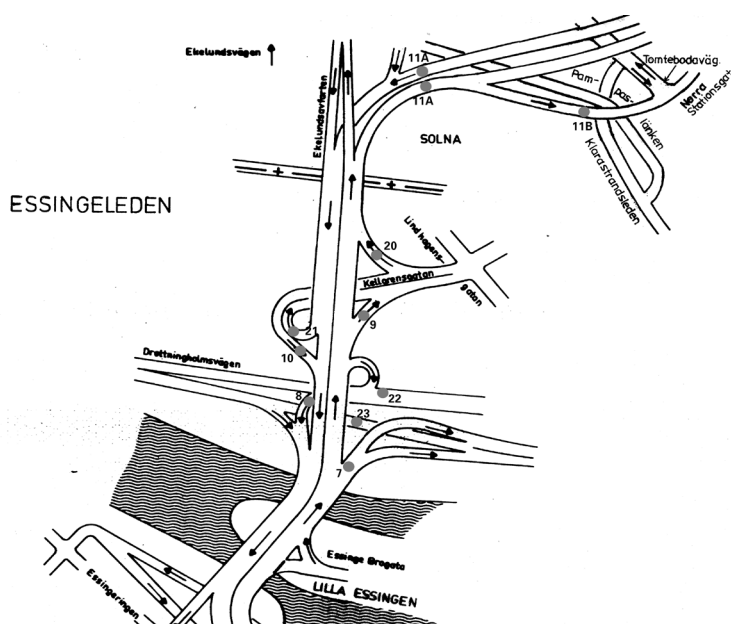 Ekelundsvägen
11A
Tomtebodaväg.
Pam-
pas-
länken
Norra
Stationsgat
11A
11B
Ekelundsavfarten
SOLNA
Klarastrandsleden
ESSINGELEDEN
Lindhagens-
gatan
20
Kellgrensgatan
21
9
10
Drottningholmsvägen
8
22
23
7
Essinge Brogata
LILLA ESSINGEN
Essingeringen